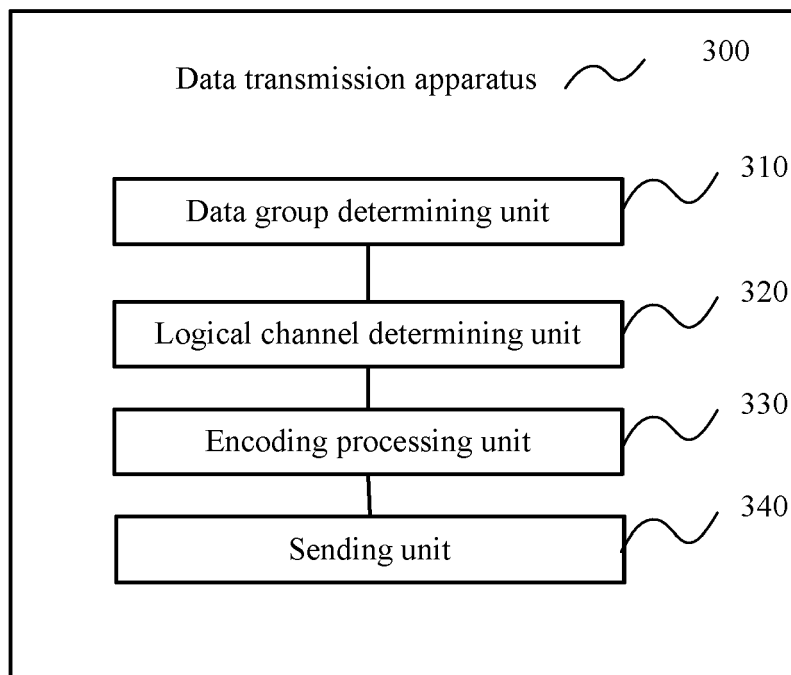 Data transmission apparatus 300
310
Data group determining unit
320
Logical channel determining unit
330
Encoding processing unit
340
Sending unit